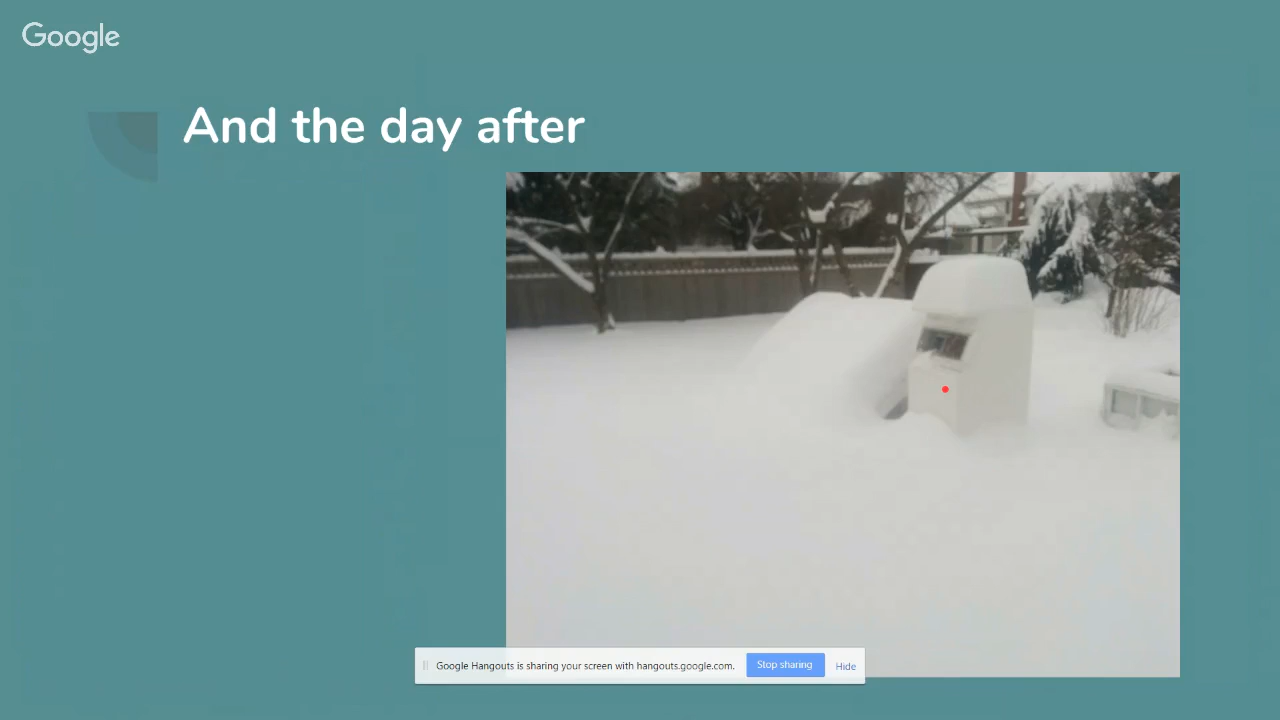 Google
And the day after
Google Hangouts is sharing your screen with hangouts.google.com.
Stop sharing
Hide